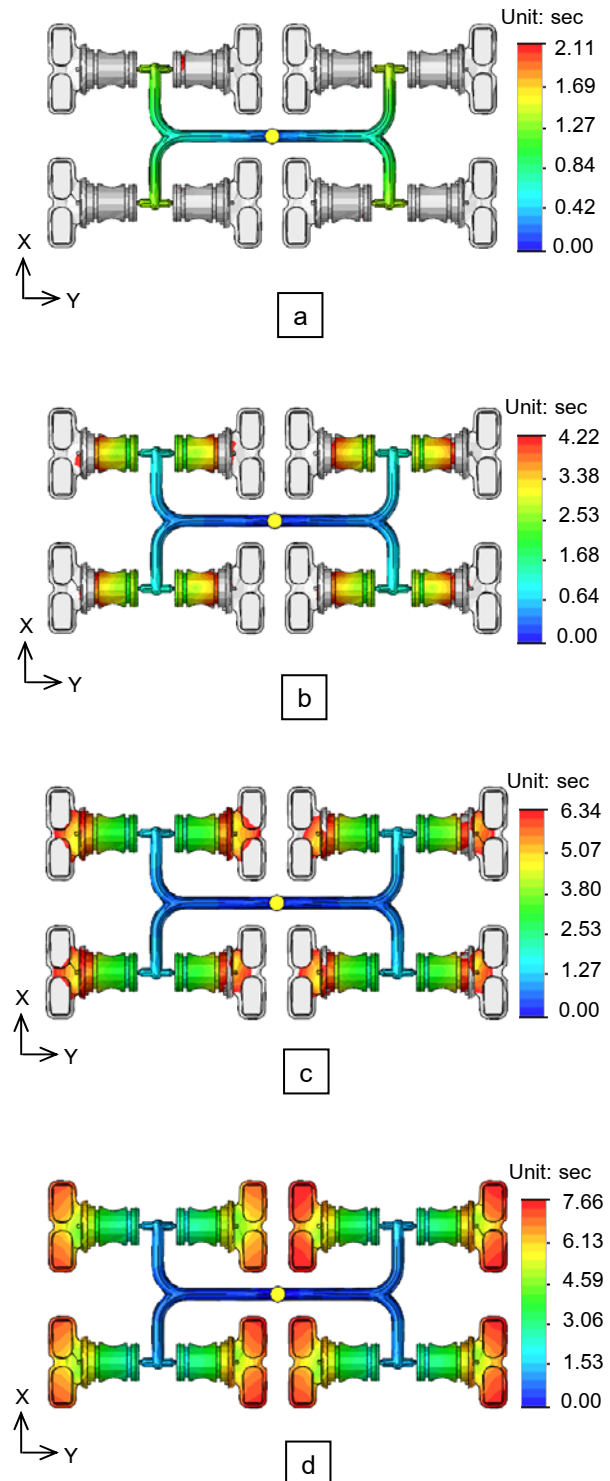 Unit: sec
2.11
1.69
1.27
0.84
0.42
0.00
X
Y
a
Unit: sec
4.22
3.38
2.53
1.68
0.64
0.00
X
Y
b
Unit: sec
6.34
5.07
3.80
2.53
1.27
0.00
X
Y
c
Unit: sec
7.66
6.13
4.59
3.06
1.53
0.00
X
Y
d